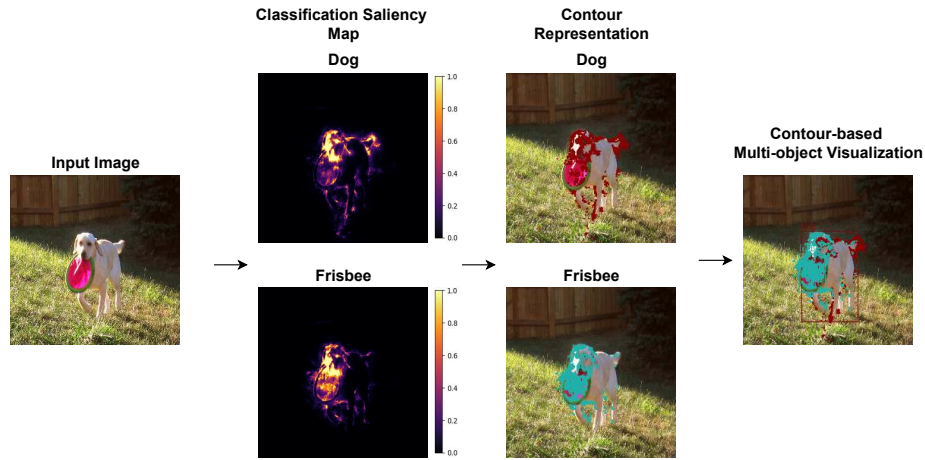 Classification Saliency
Map
Dog
1.0
0.8
0.6
0.4
0.2
0.0
Contour
Representation
Dog
Input Image
Contour-based
Multi-object Visualization
Frisbee
1.0
0.8
0.6
0.4
0.2
0.0
Frisbee